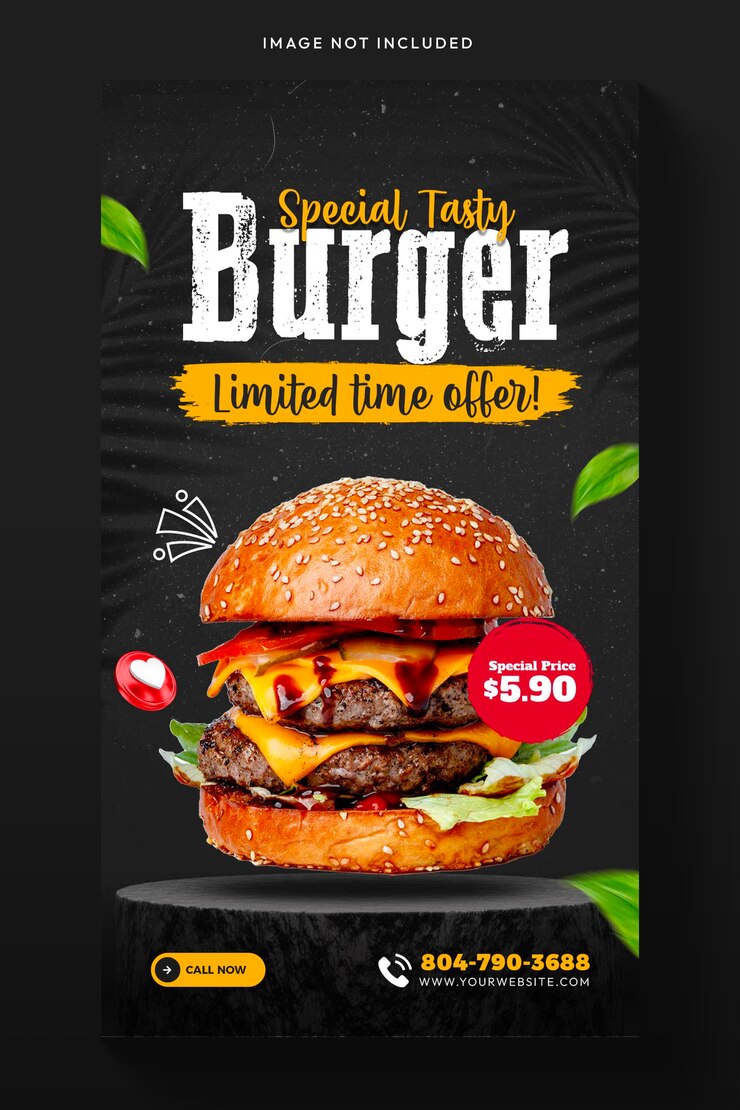 IMAGE NOT INCLUDED
Special Tasty
Burger
Limited time offer!
Special Price
$5.90
CALL NOW
804-790-3688
WWW.YOURWEBSITE.COM